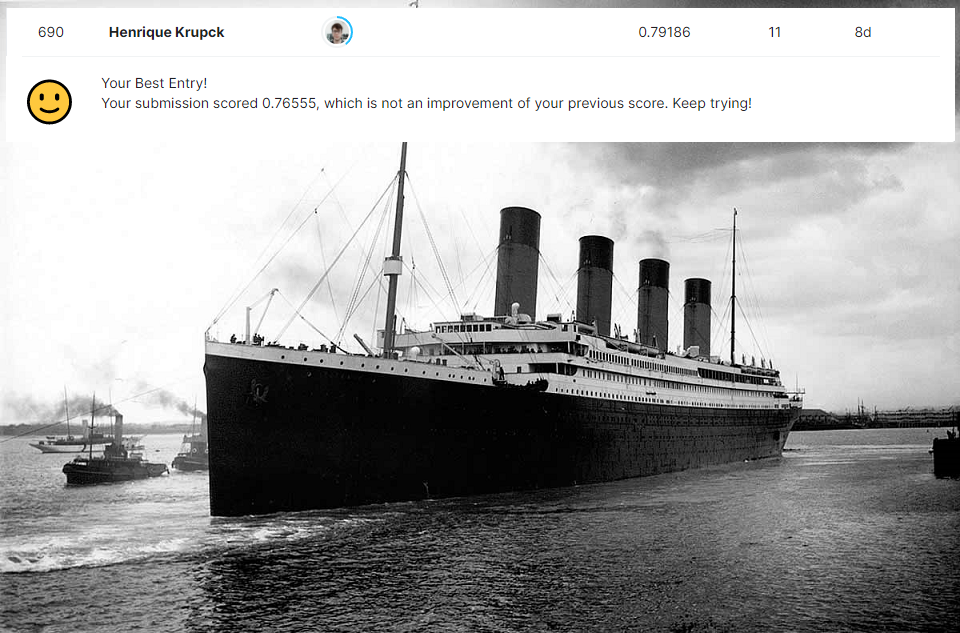 690 Henrique Krupck 0.79186 11 8d
Your Best Entry!
Your submission scored 0.76555, which is not an improvement of your previous score. Keep trying!